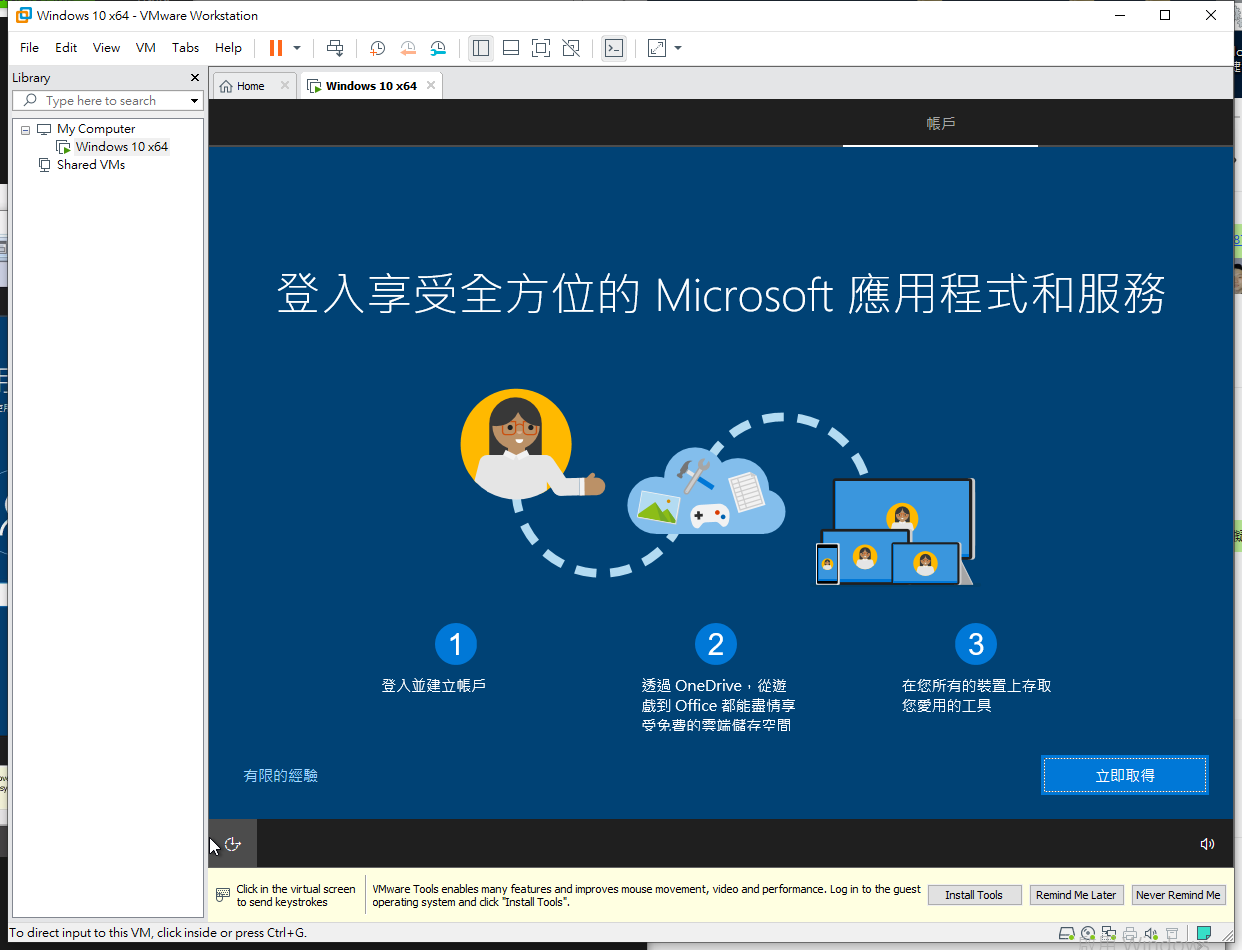 Windows 10 x64 - VMware Workstation
File Edit View VM Tabs Help
Library
Type here to search
My Computer
Windows 10 x64
Shared VMs
Home
Windows 10 x64
帳戶
登入享受全方位的 Microsoft 應用程式和服務
1
登入並建立帳戶
2
透過 OneDrive，從遊
戲到 Office 都能盡情享
受免費的雲端儲存空間
3
在您所有的裝置上存取
您愛用的工具
有限的經驗
立即取得
Click in the virtual screen
to send keystrokes
VMware Tools enables many features and improves mouse movement, video and performance. Log in to the guest
operating system and click "Install Tools".
Install Tools
Remind Me Later
Never Remind Me
To direct input to this VM, click inside or press Ctrl+G.